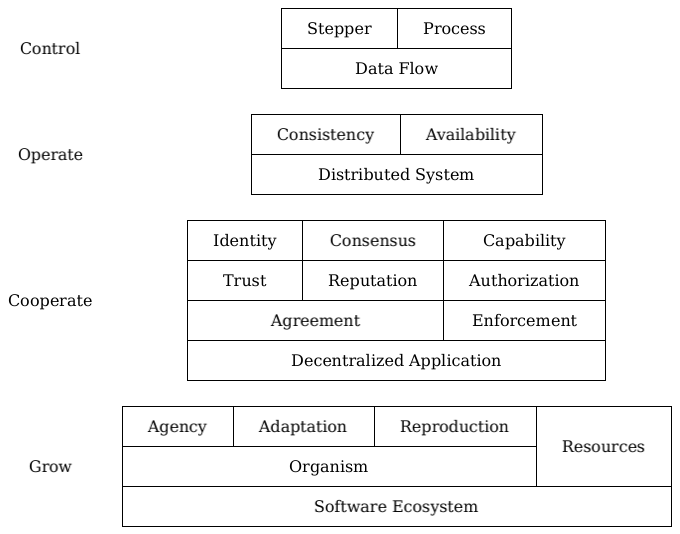 Control
Stepper Process
Data Flow
Operate
Consistency Availability
Distributed System
Cooperate
Identity Consensus Capability
Trust Reputation Authorization
Agreement Enforcement
Decentralized Application
Grow
Agency Adaptation Reproduction Resources
Organism
Software Ecosystem